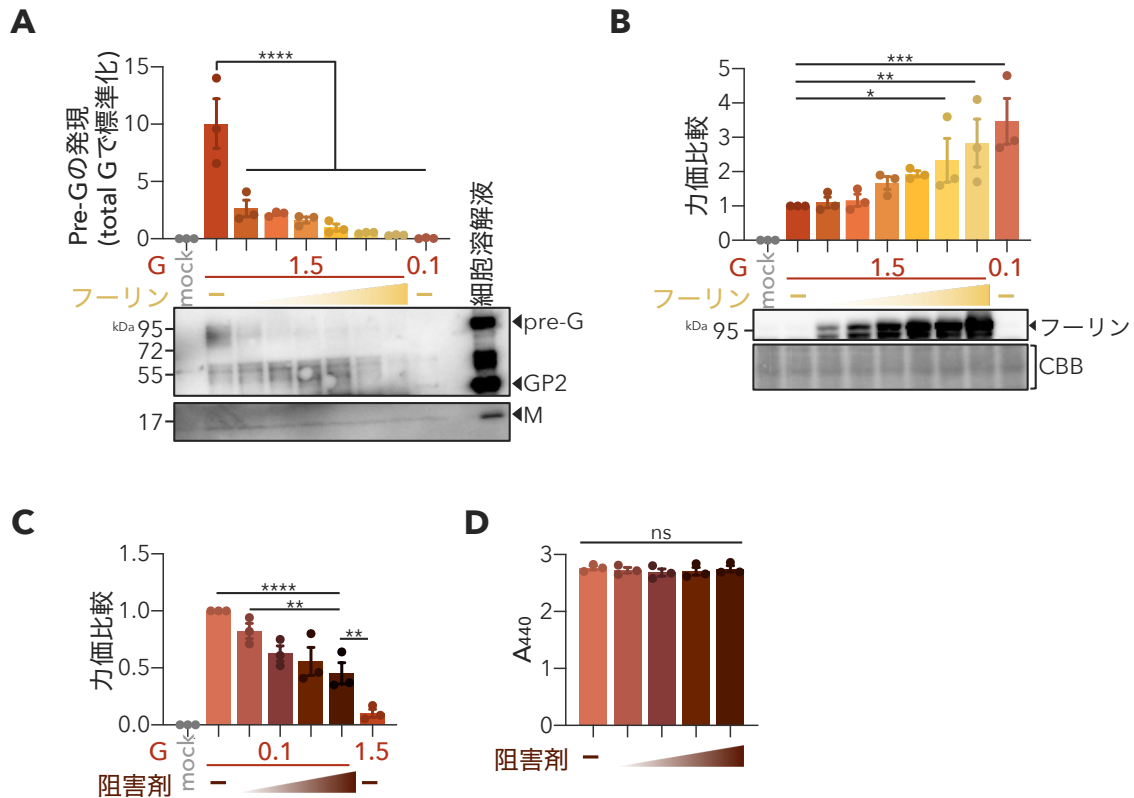 A
Pre-Gの発現
(total Gで標準化)
15
10
5
0
****
G
mock
1.5
0.1
フーリン
−
−
細胞溶解液
kDa
95
72
55
17
pre-G
GP2
M
B
力価比較
5
4
3
2
1
0
***
**
*
G
mock
1.5
0.1
フーリン
−
−
kDa
95
フーリン
CBB
C
力価比較
1.5
1.0
0.5
0.0
****
**
**
G
mock
0.1
1.5
阻害剤
−
−
D
A440
3
2
1
0
ns
阻害剤
−